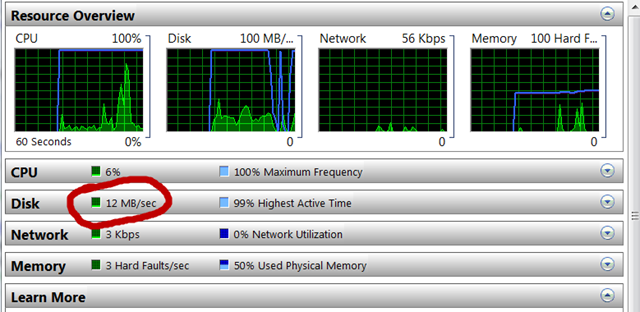 Resource Overview
CPU 100% Disk 100 MB/... Network 56 Kbps Memory 100 Hard F...
60 Seconds 0% 0 0 0
CPU 6% 100% Maximum Frequency
Disk 12 MB/sec 99% Highest Active Time
Network 3 Kbps 0% Network Utilization
Memory 3 Hard Faults/sec 50% Used Physical Memory
Learn More